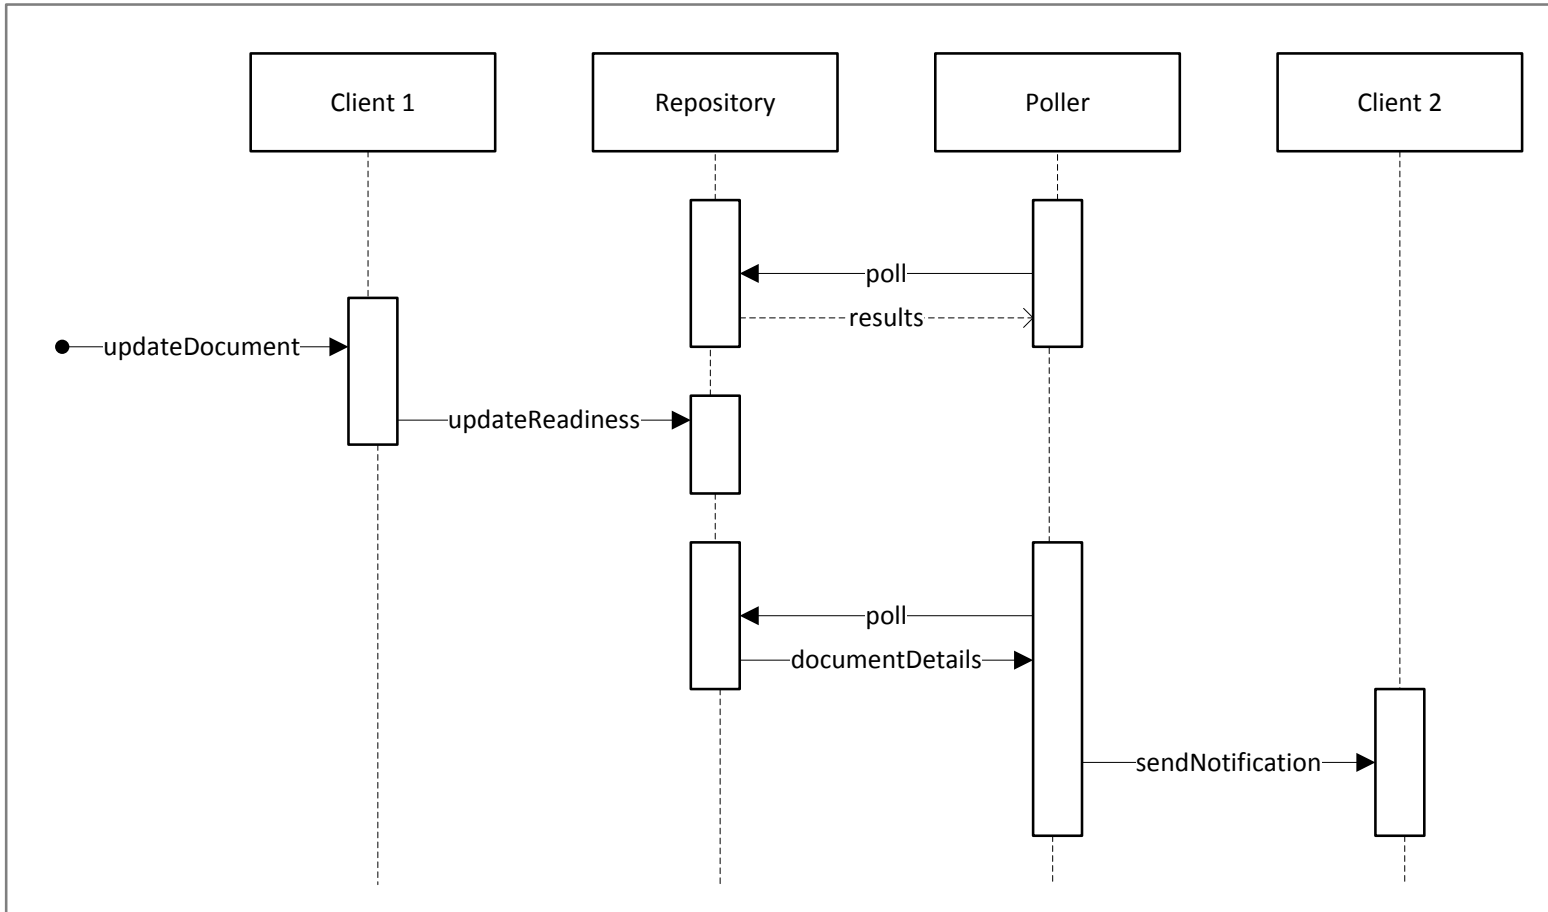 Client 1
Repository
Poller
Client 2
poll
results
updateDocument
updateReadiness
poll
documentDetails
sendNotification